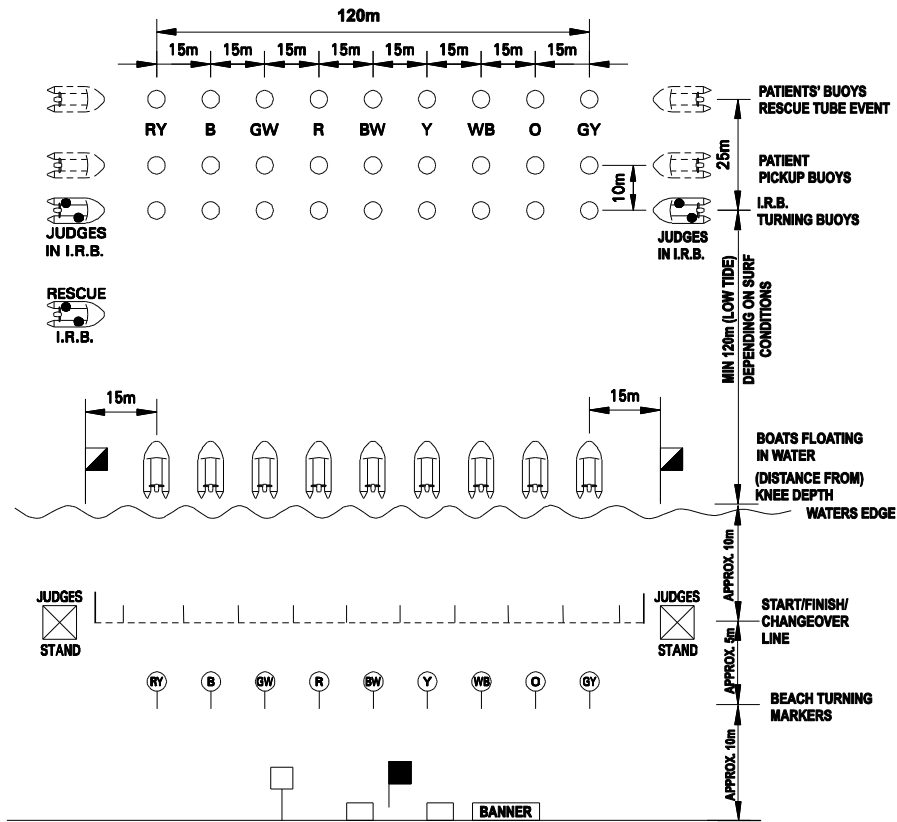 120m
15m 15m 15m 15m 15m 15m 15m 15m
PATIENTS' BUOYS
RESCUE TUBE EVENT
RY B GW R BW Y WB O GY
25m
PATIENT
PICKUP BUOYS
10m
I.R.B.
TURNING BUOYS
JUDGES
IN I.R.B.
JUDGES
IN I.R.B.
RESCUE
I.R.B.
MIN 120m (LOW TIDE)
DEPENDING ON SURF
CONDITIONS
15m
15m
BOATS FLOATING
IN WATER
(DISTANCE FROM)
KNEE DEPTH
WATERS EDGE
APPROX. 10m
JUDGES
STAND
JUDGES
STAND
START/FINISH/
CHANGEOVER
LINE
APPROX. 5m
RY B GW R BW Y WB O GY
BEACH TURNING
MARKERS
APPROX. 10m
BANNER